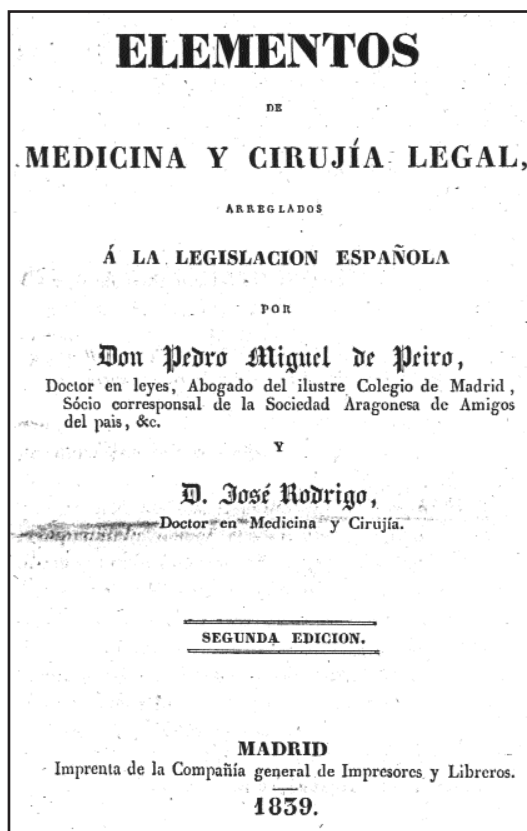 ELEMENTOS
DE
MEDICINA Y CIRUJÍA LEGAL,
ARREGLADOS
Á LA LEGISLACION ESPAÑOLA
POR
Don Pedro Miguel de Peiro,
Doctor en leyes, Abogado del ilustre Colegio de Madrid,
Sócio corresponsal de la Sociedad Aragonesa de Amigos
del pais, &c.
Y
D. José Rodrigo,
Doctor en Medicina y Cirujía.
SEGUNDA EDICION.
MADRID
Imprenta de la Compañía general de Impresores y Libreros.
1839.